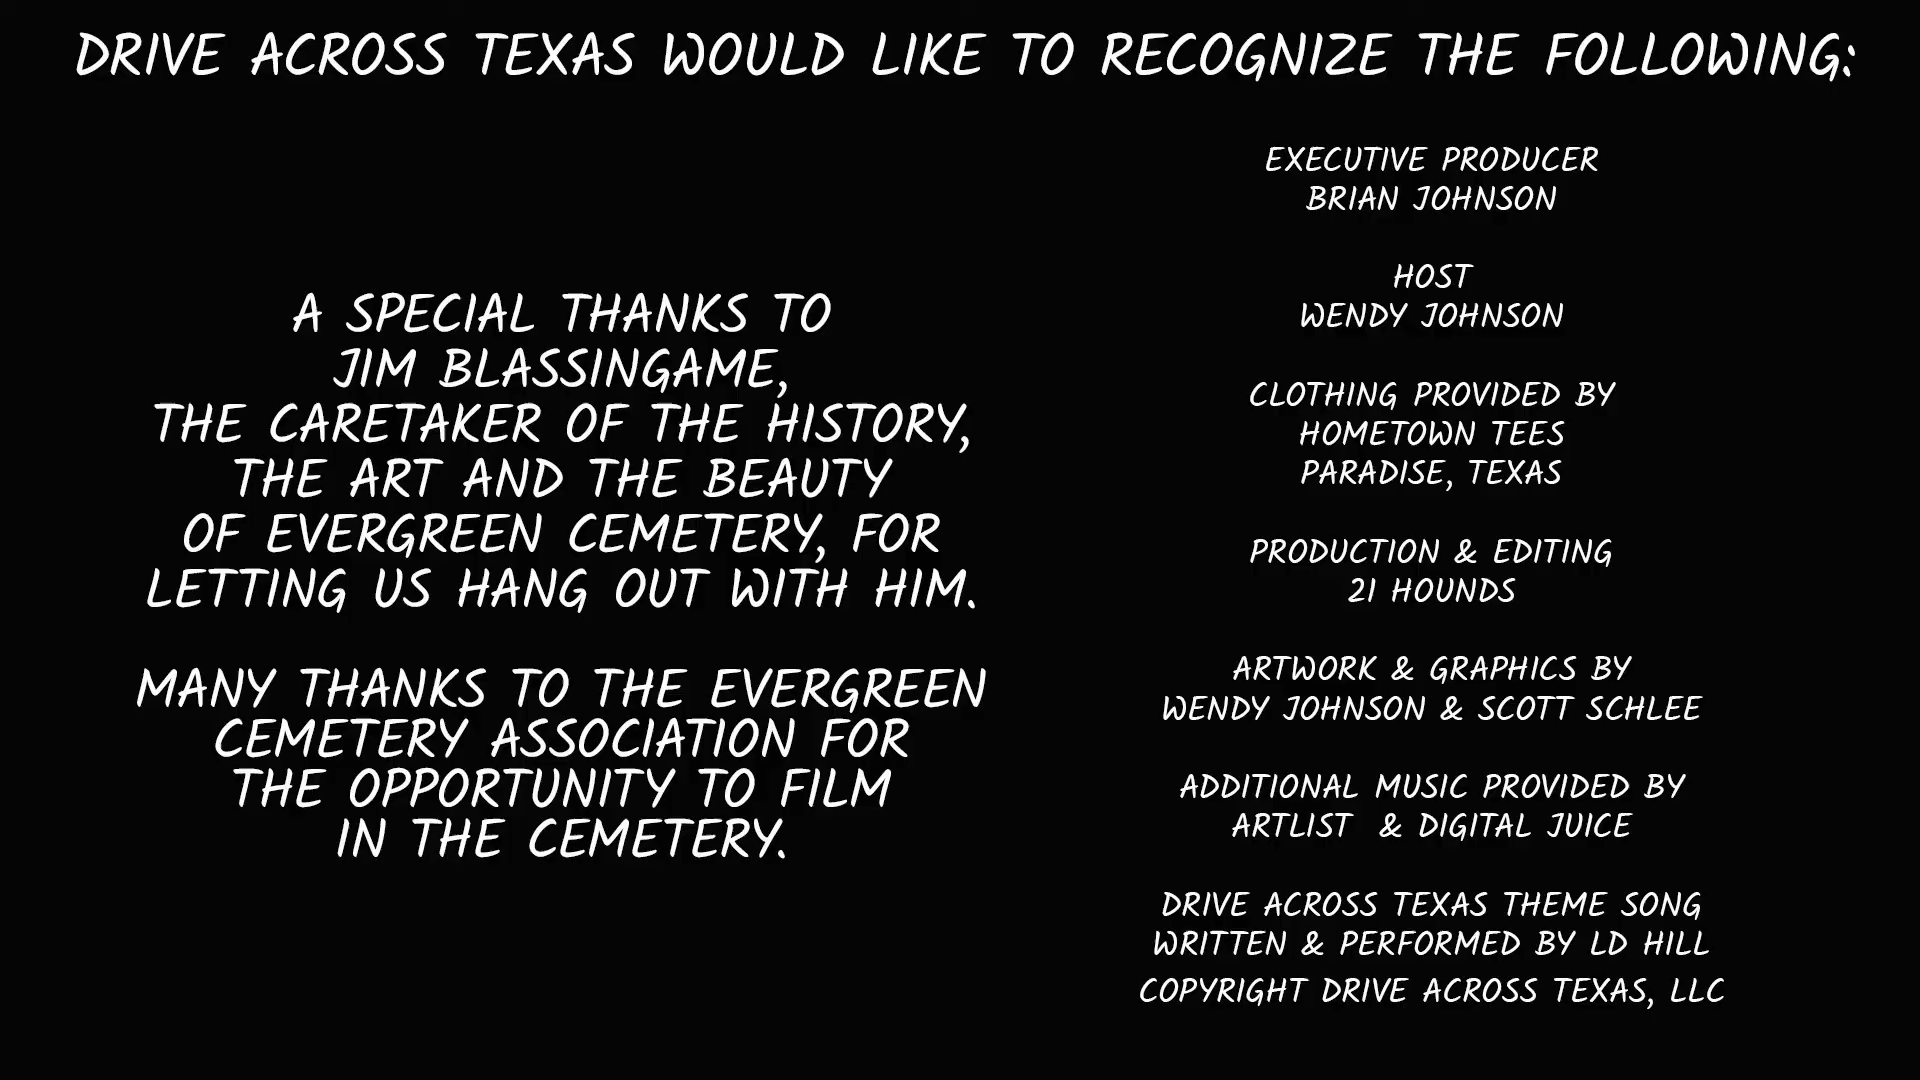 DRIVE ACROSS TEXAS WOULD LIKE TO RECOGNIZE THE FOLLOWING:
A SPECIAL THANKS TO
JIM BLASSINGAME,
THE CARETAKER OF THE HISTORY,
THE ART AND THE BEAUTY
OF EVERGREEN CEMETERY, FOR
LETTING US HANG OUT WITH HIM.
MANY THANKS TO THE EVERGREEN
CEMETERY ASSOCIATION FOR
THE OPPORTUNITY TO FILM
IN THE CEMETERY.
EXECUTIVE PRODUCER
BRIAN JOHNSON
HOST
WENDY JOHNSON
CLOTHING PROVIDED BY
HOMETOWN TEES
PARADISE, TEXAS
PRODUCTION & EDITING
21 HOUNDS
ARTWORK & GRAPHICS BY
WENDY JOHNSON & SCOTT SCHLEE
ADDITIONAL MUSIC PROVIDED BY
ARTLIST & DIGITAL JUICE
DRIVE ACROSS TEXAS THEME SONG
WRITTEN & PERFORMED BY LD HILL
COPYRIGHT DRIVE ACROSS TEXAS, LLC